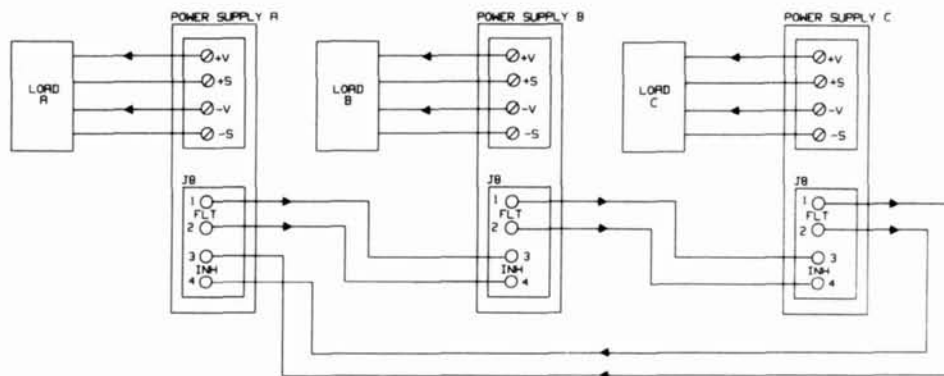 POWER SUPPLY A
LOAD A
+V
+S
-V
-S
J8
1
FLT
2
3
INH
4
POWER SUPPLY B
LOAD B
+V
+S
-V
-S
J8
1
FLT
2
3
INH
4
POWER SUPPLY C
LOAD C
+V
+S
-V
-S
J8
1
FLT
2
3
INH
4